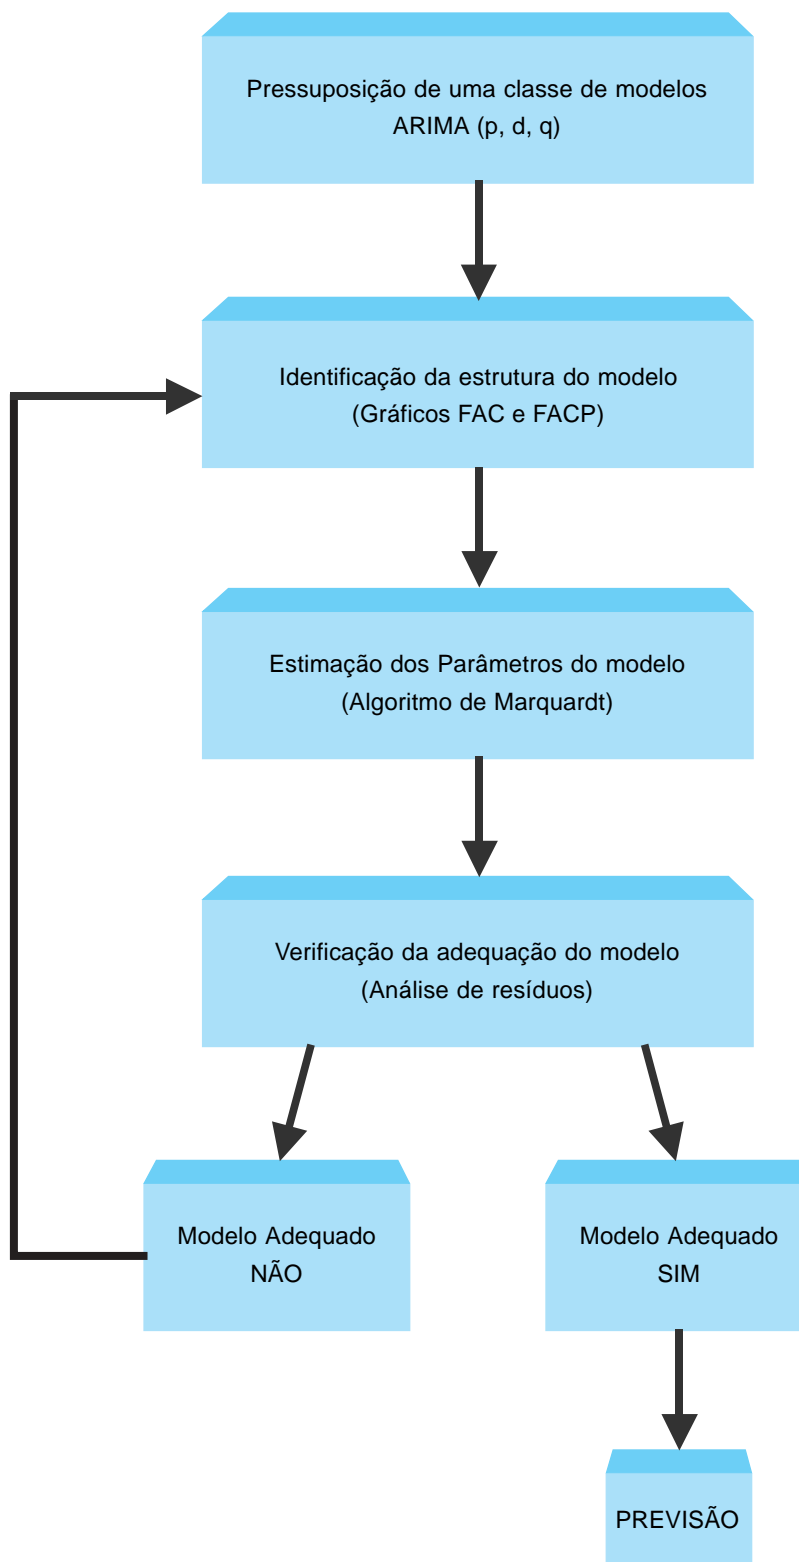 Pressuposição de uma classe de modelos
ARIMA (p, d, q)
Identificação da estrutura do modelo
(Gráficos FAC e FACP)
Estimação dos Parâmetros do modelo
(Algoritmo de Marquardt)
Verificação da adequação do modelo
(Análise de resíduos)
Modelo Adequado
NÃO
Modelo Adequado
SIM
PREVISÃO